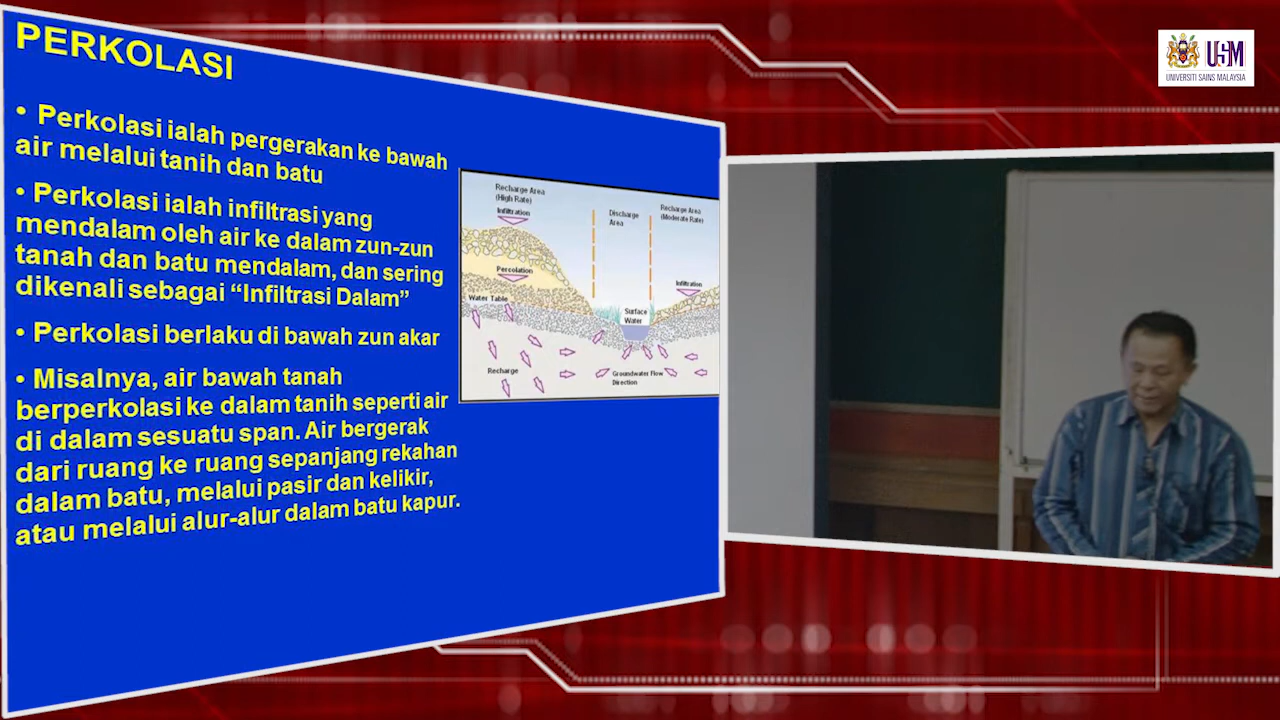 PERKOLASI
• Perkolasi ialah pergerakan ke bawah
air melalui tanih dan batu
• Perkolasi ialah infiltrasi yang
mendalam oleh air ke dalam zun-zun
tanah dan batu mendalam, dan sering
dikenali sebagai “Infiltrasi Dalam”
• Perkolasi berlaku di bawah zun akar
• Misalnya, air bawah tanah
berperkolasi ke dalam tanih seperti air
di dalam sesuatu span. Air bergerak
dari ruang ke ruang sepanjang rekahan
dalam batu, melalui pasir dan kelikir,
atau melalui alur-alur dalam batu kapur.
Recharge Area
(High Rate)
Infiltration
Percolation
Water Table
Recharge
Discharge
Area
Surface
Water
Groundwater Flow
Direction
Recharge Area
(Moderate Rate)
Infiltration
USM
UNIVERSITI SAINS MALAYSIA